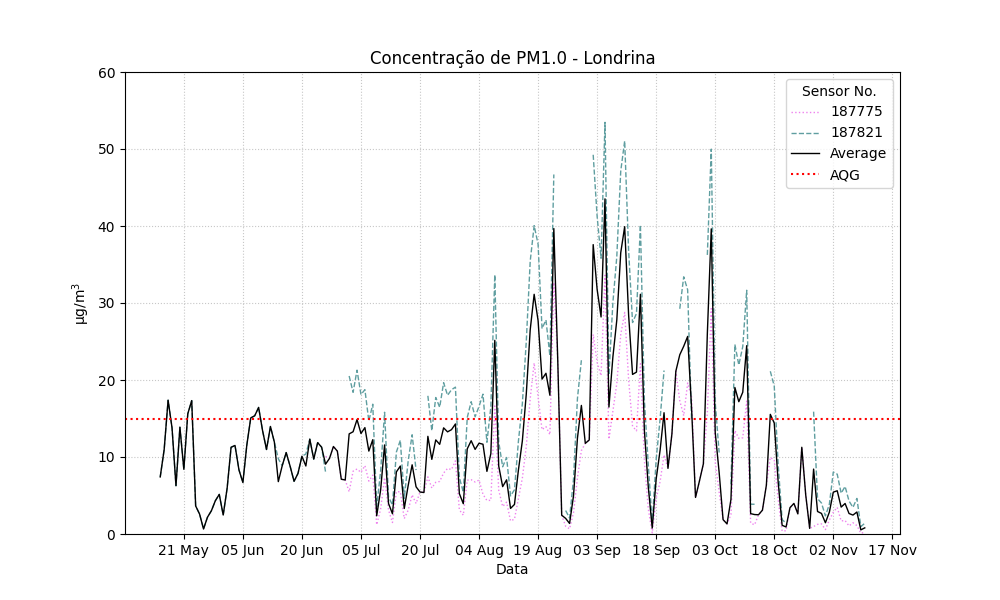 Concentração de PM1.0 - Londrina
Sensor No.
187775
187821
Average
AQG
60
50
40
30
20
10
0
µg/m³
21 May 05 Jun 20 Jun 05 Jul 20 Jul 04 Aug 19 Aug 03 Sep 18 Sep 03 Oct 18 Oct 02 Nov 17 Nov
Data